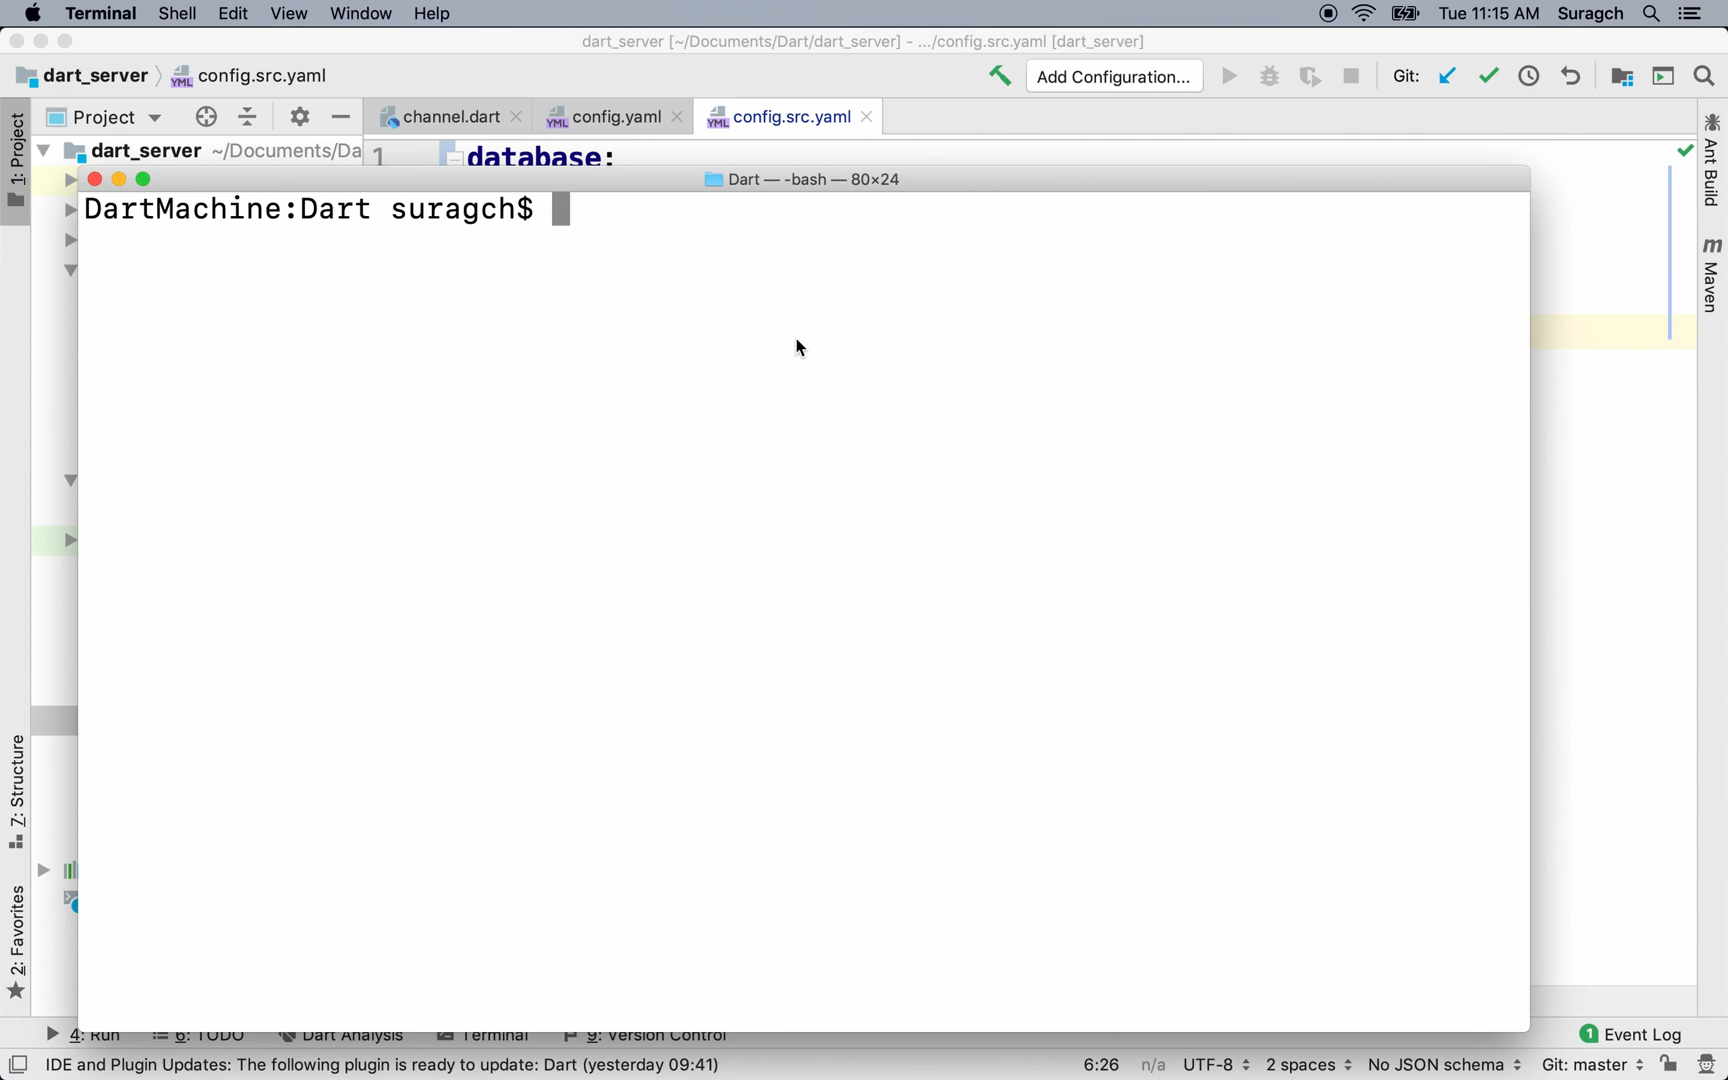 Terminal Shell Edit View Window Help Tue 11:15 AM Suragch
dart_server [~/Documents/Dart/dart_server] - .../config.src.yaml [dart_server]
dart_server config.src.yaml Add Configuration... Git:
1: Project
Project
channel.dart config.yaml config.src.yaml
dart_server ~/Documents/Da
1 database:
Dart — -bash — 80×24
DartMachine:Dart suragch$
Ant Build
m Maven
Z: Structure
2: Favorites
4: Run 6: TODO Dart Analysis Terminal 9: Version Control 1 Event Log
IDE and Plugin Updates: The following plugin is ready to update: Dart (yesterday 09:41) 6:26 n/a UTF-8 2 spaces No JSON schema Git: master